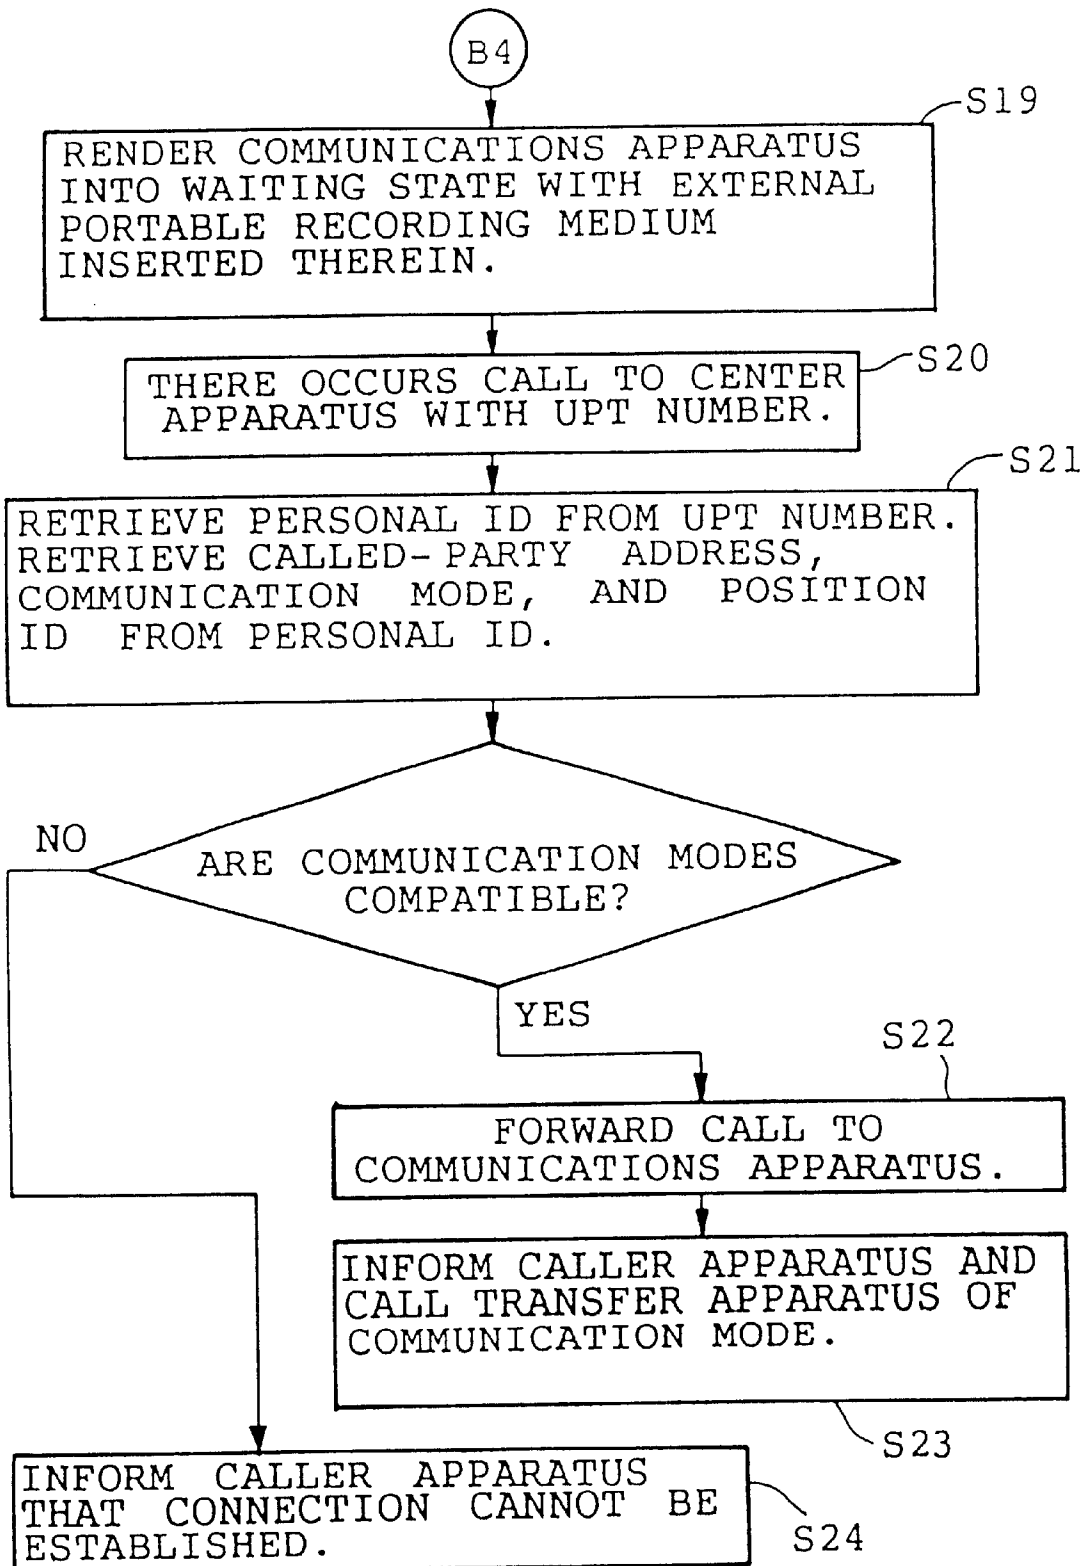 B4
S19
RENDER COMMUNICATIONS APPARATUS
INTO WAITING STATE WITH EXTERNAL
PORTABLE RECORDING MEDIUM
INSERTED THEREIN.
S20
THERE OCCURS CALL TO CENTER
APPARATUS WITH UPT NUMBER.
S21
RETRIEVE PERSONAL ID FROM UPT NUMBER.
RETRIEVE CALLED-PARTY ADDRESS,
COMMUNICATION MODE, AND POSITION
ID FROM PERSONAL ID.
NO
ARE COMMUNICATION MODES
COMPATIBLE?
YES
S22
FORWARD CALL TO
COMMUNICATIONS APPARATUS.
INFORM CALLER APPARATUS AND
CALL TRANSFER APPARATUS OF
COMMUNICATION MODE.
S23
INFORM CALLER APPARATUS
THAT CONNECTION CANNOT BE
ESTABLISHED.
S24